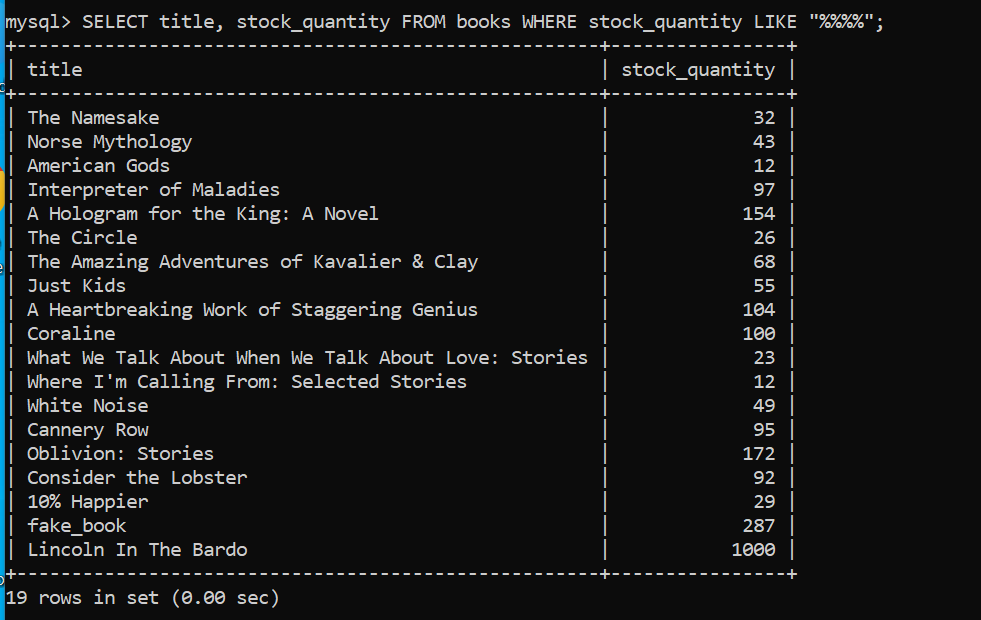 mysql> SELECT title, stock_quantity FROM books WHERE stock_quantity LIKE "%%%%";
+----------------------------------------------------+----------------+
| title                                               | stock_quantity |
+----------------------------------------------------+----------------+
| The Namesake                                        |             32 |
| Norse Mythology                                     |             43 |
| American Gods                                       |             12 |
| Interpreter of Maladies                             |             97 |
| A Hologram for the King: A Novel                    |            154 |
| The Circle                                          |             26 |
| The Amazing Adventures of Kavalier & Clay           |             68 |
| Just Kids                                           |             55 |
| A Heartbreaking Work of Staggering Genius           |            104 |
| Coraline                                            |            100 |
| What We Talk About When We Talk About Love: Stories |             23 |
| Where I'm Calling From: Selected Stories            |             12 |
| White Noise                                         |             49 |
| Cannery Row                                         |             95 |
| Oblivion: Stories                                   |            172 |
| Consider the Lobster                                |             92 |
| 10% Happier                                         |             29 |
| fake_book                                           |            287 |
| Lincoln In The Bardo                                |           1000 |
+----------------------------------------------------+----------------+
19 rows in set (0.00 sec)